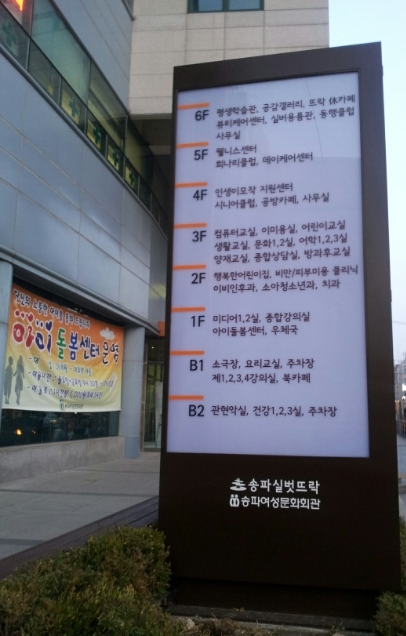 6F 평생학습관, 공감갤러리, 뜨락 休카페
뷰티케어센터, 실버용품관, 동행클럽
사무실
5F 웰니스센터
희나리클럽, 데이케어센터
4F 인생이모작 지원센터
시니어클럽, 공방카페, 사무실
3F 컴퓨터교실, 이미용실, 어린이교실
생활교실, 문화1,2실, 어학1,2,3실
양재교실, 종합상담실, 방과후교실
2F 행복한어린이집, 비만/피부미용 클리닉
이비인후과, 소아청소년과, 치과
1F 미디어1,2실, 종합강의실
아이돌봄센터, 우체국
B1 소극장, 요리교실, 주차장
제1,2,3,4강의실, 북카페
B2 관현악실, 건강1,2,3실, 주차장
송파실벗뜨락
송파여성문화회관
아이 돌봄센터 운영